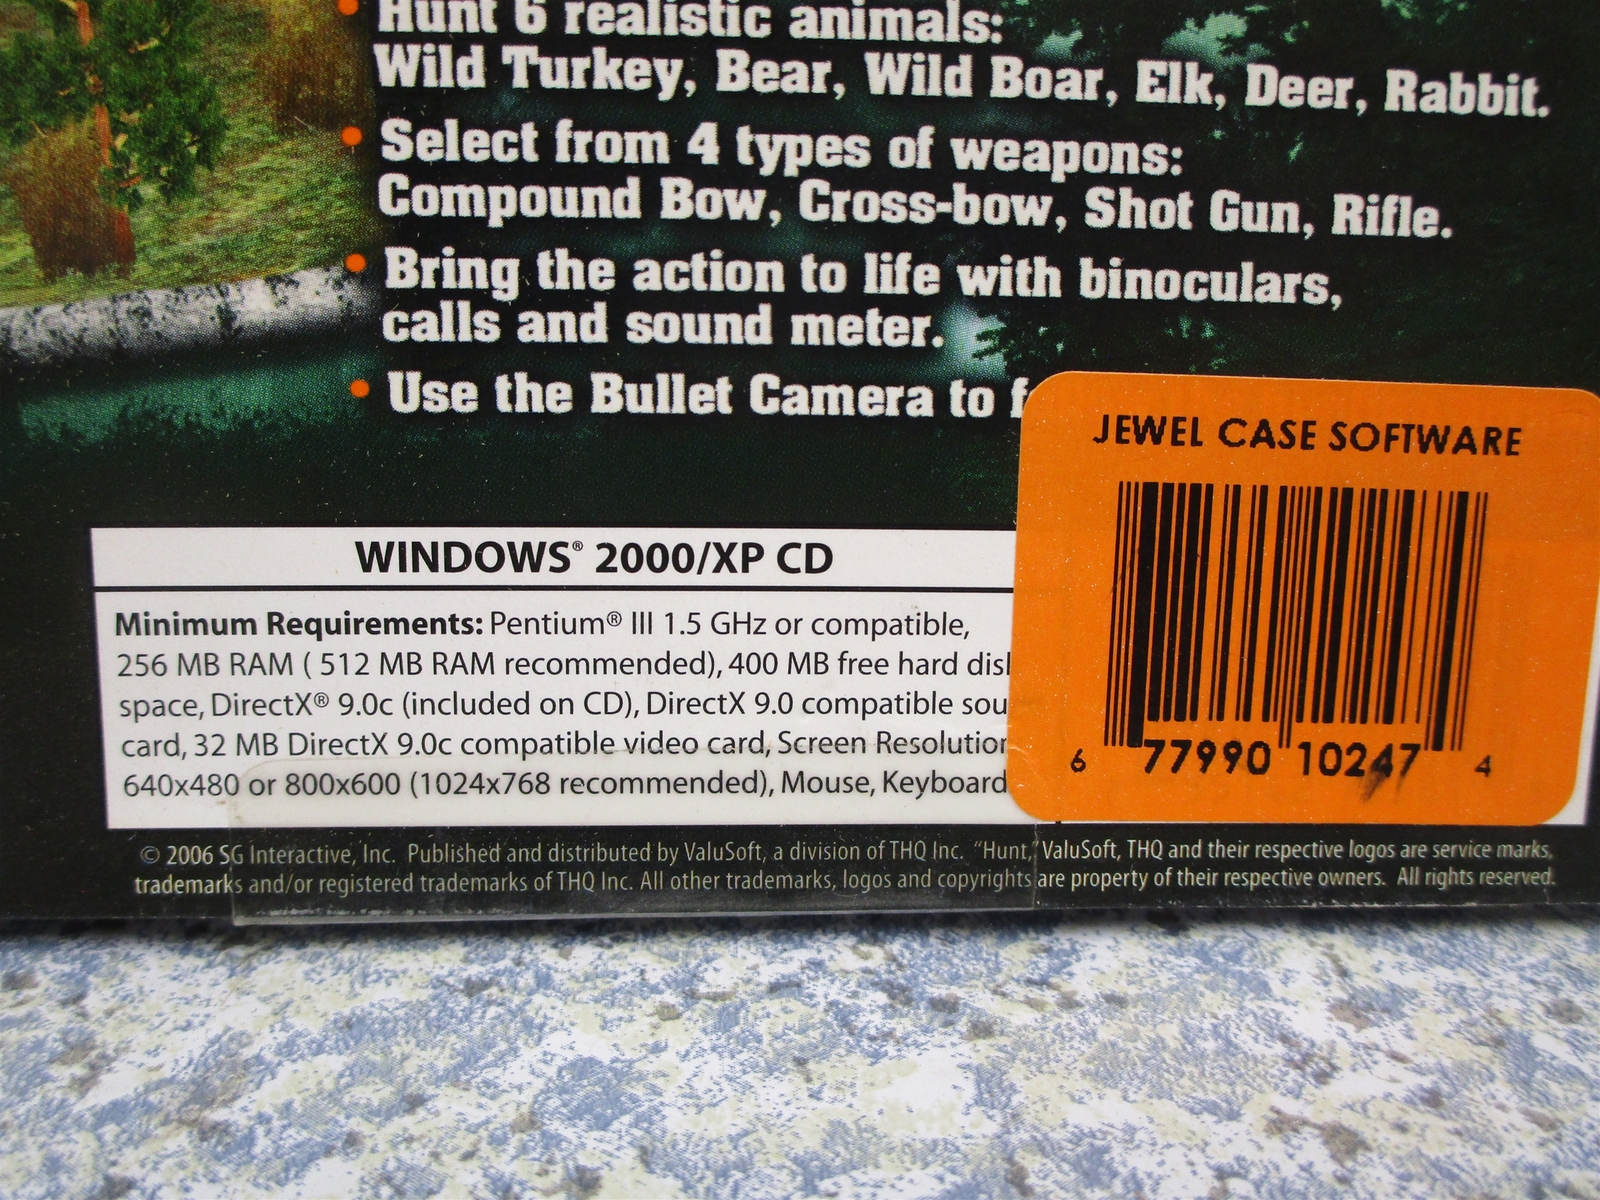 Hunt 6 realistic animals:
Wild Turkey, Bear, Wild Boar, Elk, Deer, Rabbit.
Select from 4 types of weapons:
Compound Bow, Cross-bow, Shot Gun, Rifle.
Bring the action to life with binoculars,
calls and sound meter.
Use the Bullet Camera to f
JEWEL CASE SOFTWARE
6 77990 10247 4
WINDOWS® 2000/XP CD
Minimum Requirements: Pentium® III 1.5 GHz or compatible,
256 MB RAM ( 512 MB RAM recommended), 400 MB free hard dis
space, DirectX® 9.0c (included on CD), DirectX 9.0 compatible sou
card, 32 MB DirectX 9.0c compatible video card, Screen Resolution
640x480 or 800x600 (1024x768 recommended), Mouse, Keyboard
© 2006 SG Interactive, Inc. Published and distributed by ValuSoft, a division of THQ Inc. "Hunt," ValuSoft, THQ and their respective logos are service marks,
trademarks and/or registered trademarks of THQ Inc. All other trademarks, logos and copyrights are property of their respective owners. All rights reserved.